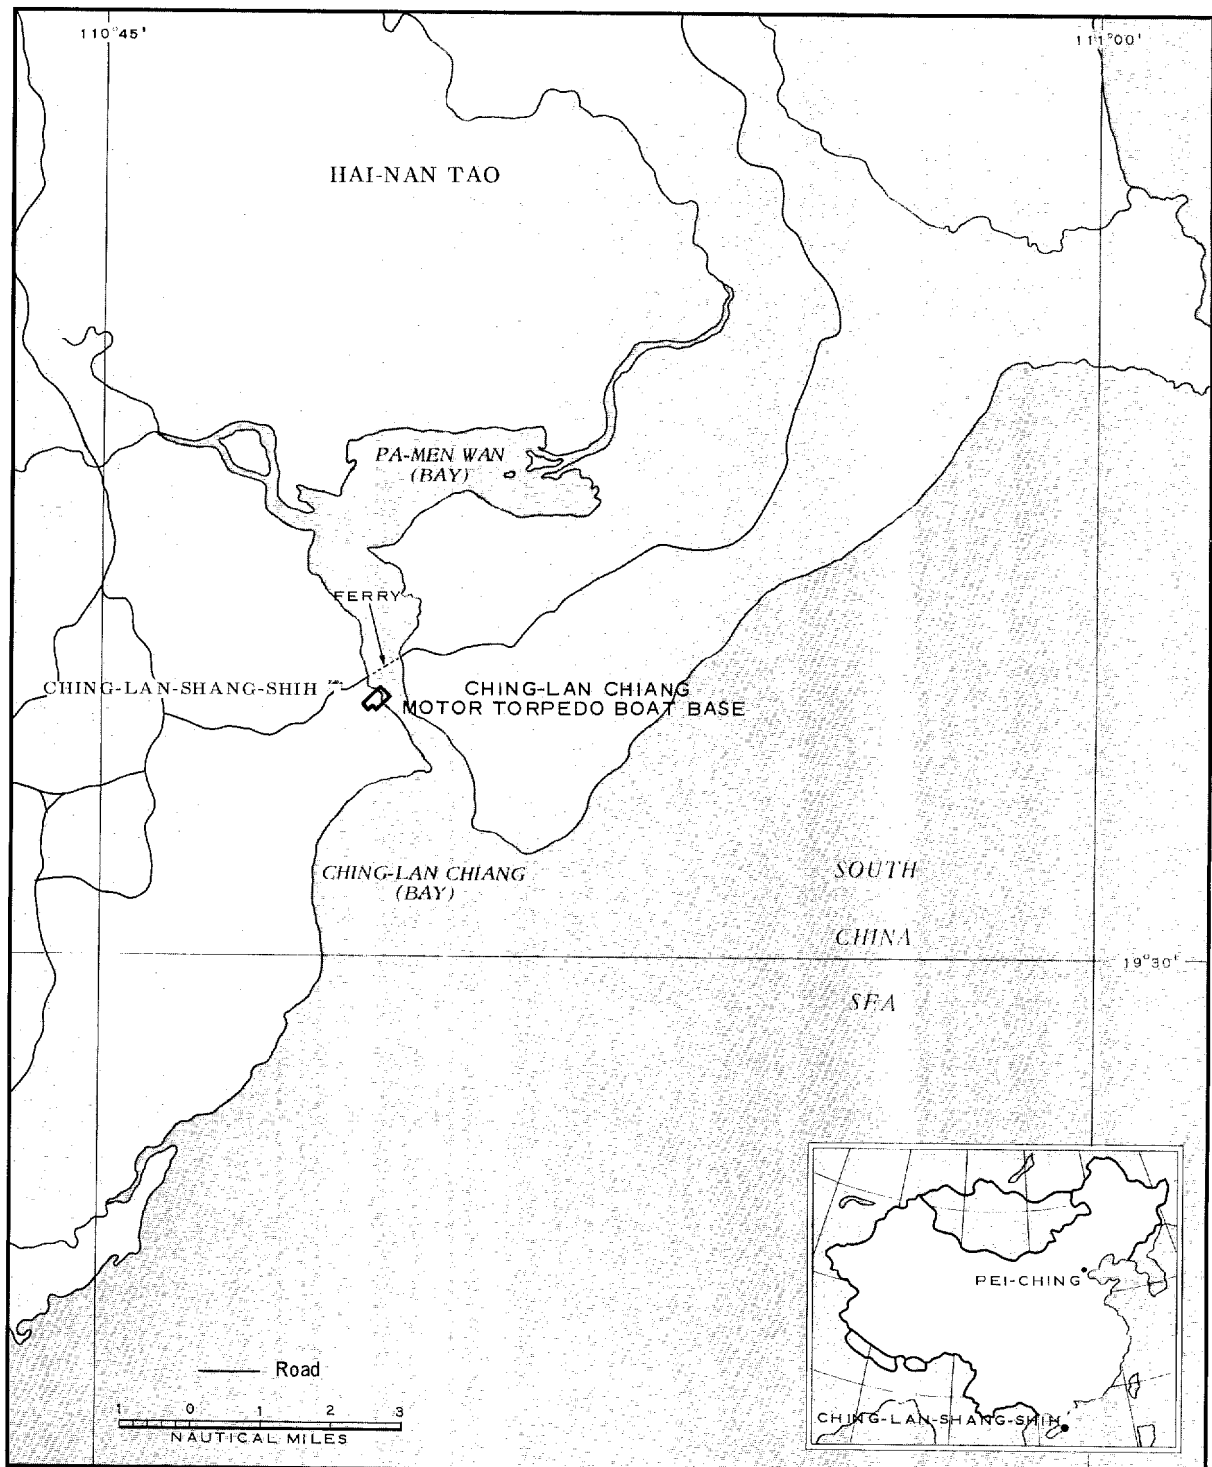 110°45'
111°00'
HAI-NAN TAO
PA-MEN WAN
(BAY)
FERRY
CHING-LAN-SHANG-SHIH
CHING-LAN CHIANG
MOTOR TORPEDO BOAT BASE
CHING-LAN CHIANG
(BAY)
SOUTH
CHINA
SEA
19°30'
PEI-CHING
CHING-LAN-SHANG-SHIH
Road
1 0 1 2 3
NAUTICAL MILES